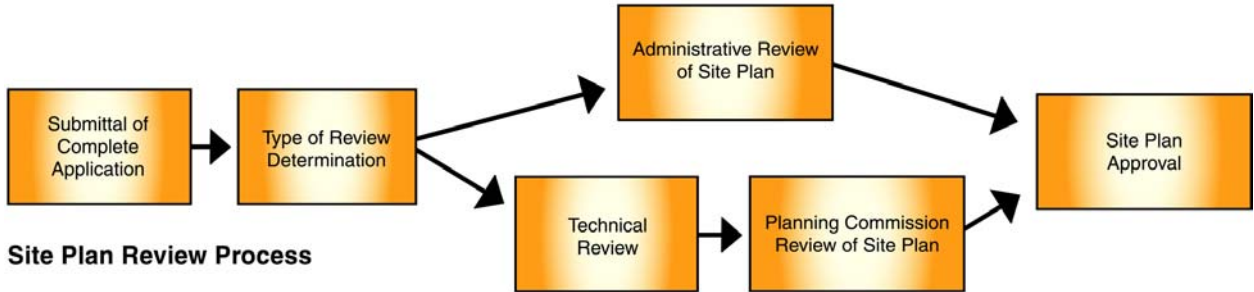 Submittal of
Complete
Application
Type of Review
Determination
Administrative Review
of Site Plan
Technical
Review
Planning Commission
Review of Site Plan
Site Plan
Approval
Site Plan Review Process